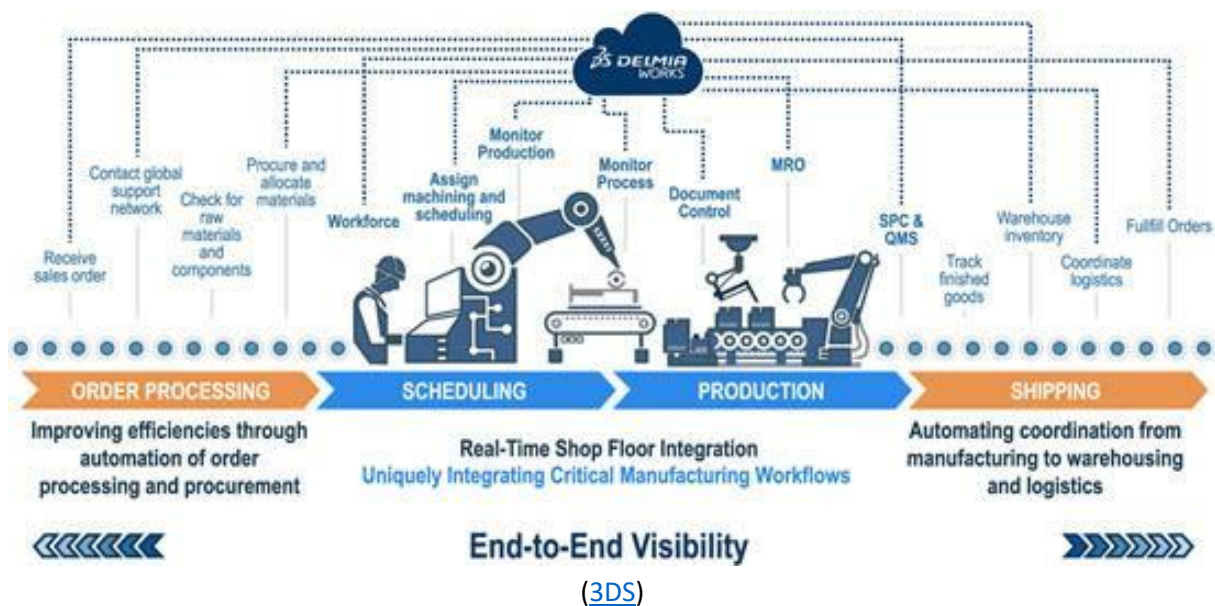 DELMIA
WORKS
Receive
sales order
Contact global
support
network
Check for
raw
materials
and
components
Procure and
allocate
materials
Workforce
Assign
machining and
scheduling
Monitor
Production
Monitor
Process
Document
Control
MRO
SPC &
QMS
Track
finished
goods
Warehouse
inventory
Coordinate
logistics
Fullfill Orders
ORDER PROCESSING
SCHEDULING
PRODUCTION
SHIPPING
Improving efficiencies through
automation of order
processing and procurement
Real-Time Shop Floor Integration
Uniquely Integrating Critical Manufacturing Workflows
Automating coordination from
manufacturing to warehousing
and logistics
End-to-End Visibility
(3DS)